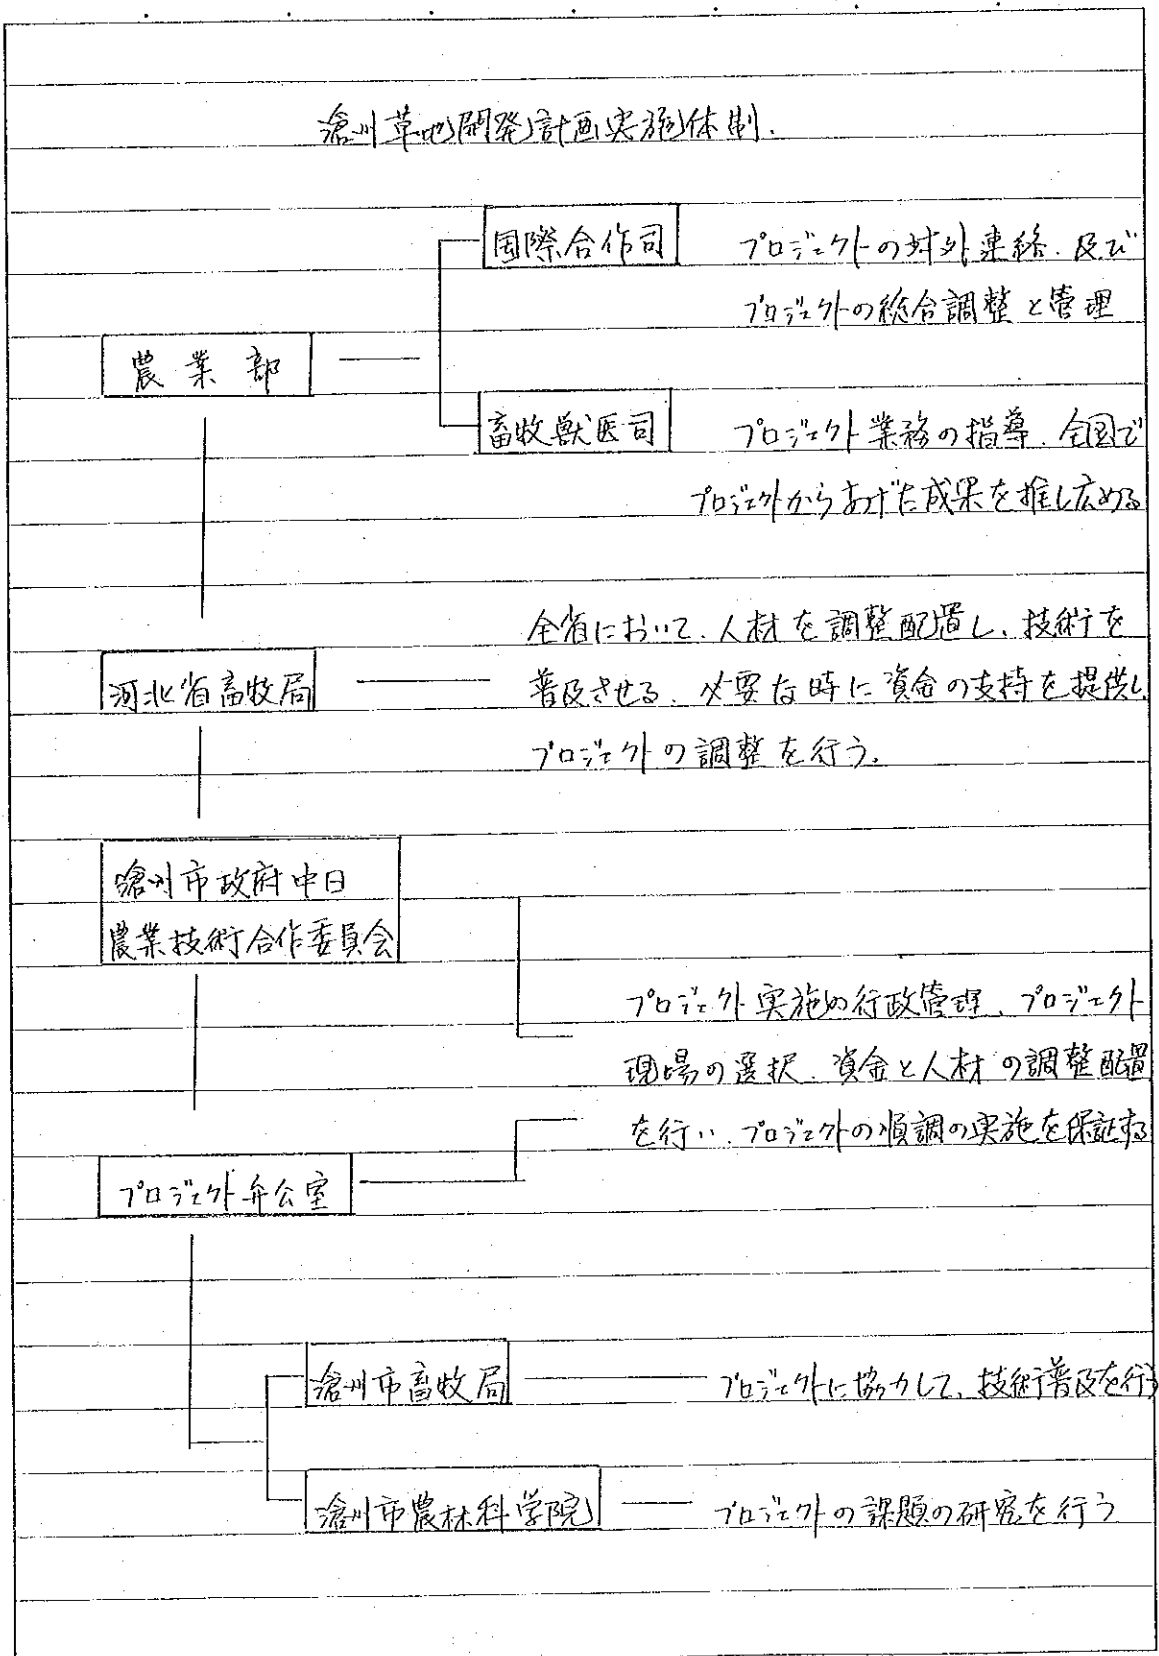 滄州草地開発計画実施体制.
国際合作司
プロジェクトの対外連絡.及び
プロジェクトの総合調整と管理
農業部
畜牧獣医司
プロジェクト業務の指導.全国で
プロジェクトからあげた成果を推し広める
全省において.人材を調整配置し、技術を
河北省畜牧局
普及させる.必要な時に資金の支持を提供し
プロジェクトの調整を行う.
滄州市政府中日
農業技術合作委員会
プロジェクト実施的行政管理、プロジェクト
現場の選択.資金と人材の調整配置
を行い.プロジェクトの順調の実施を保証する
プロジェクト弁公室
滄州市畜牧局
プロジェクトに協力して、技術普及を行う
滄州市農林科学院
プロジェクトの課題の研究を行う